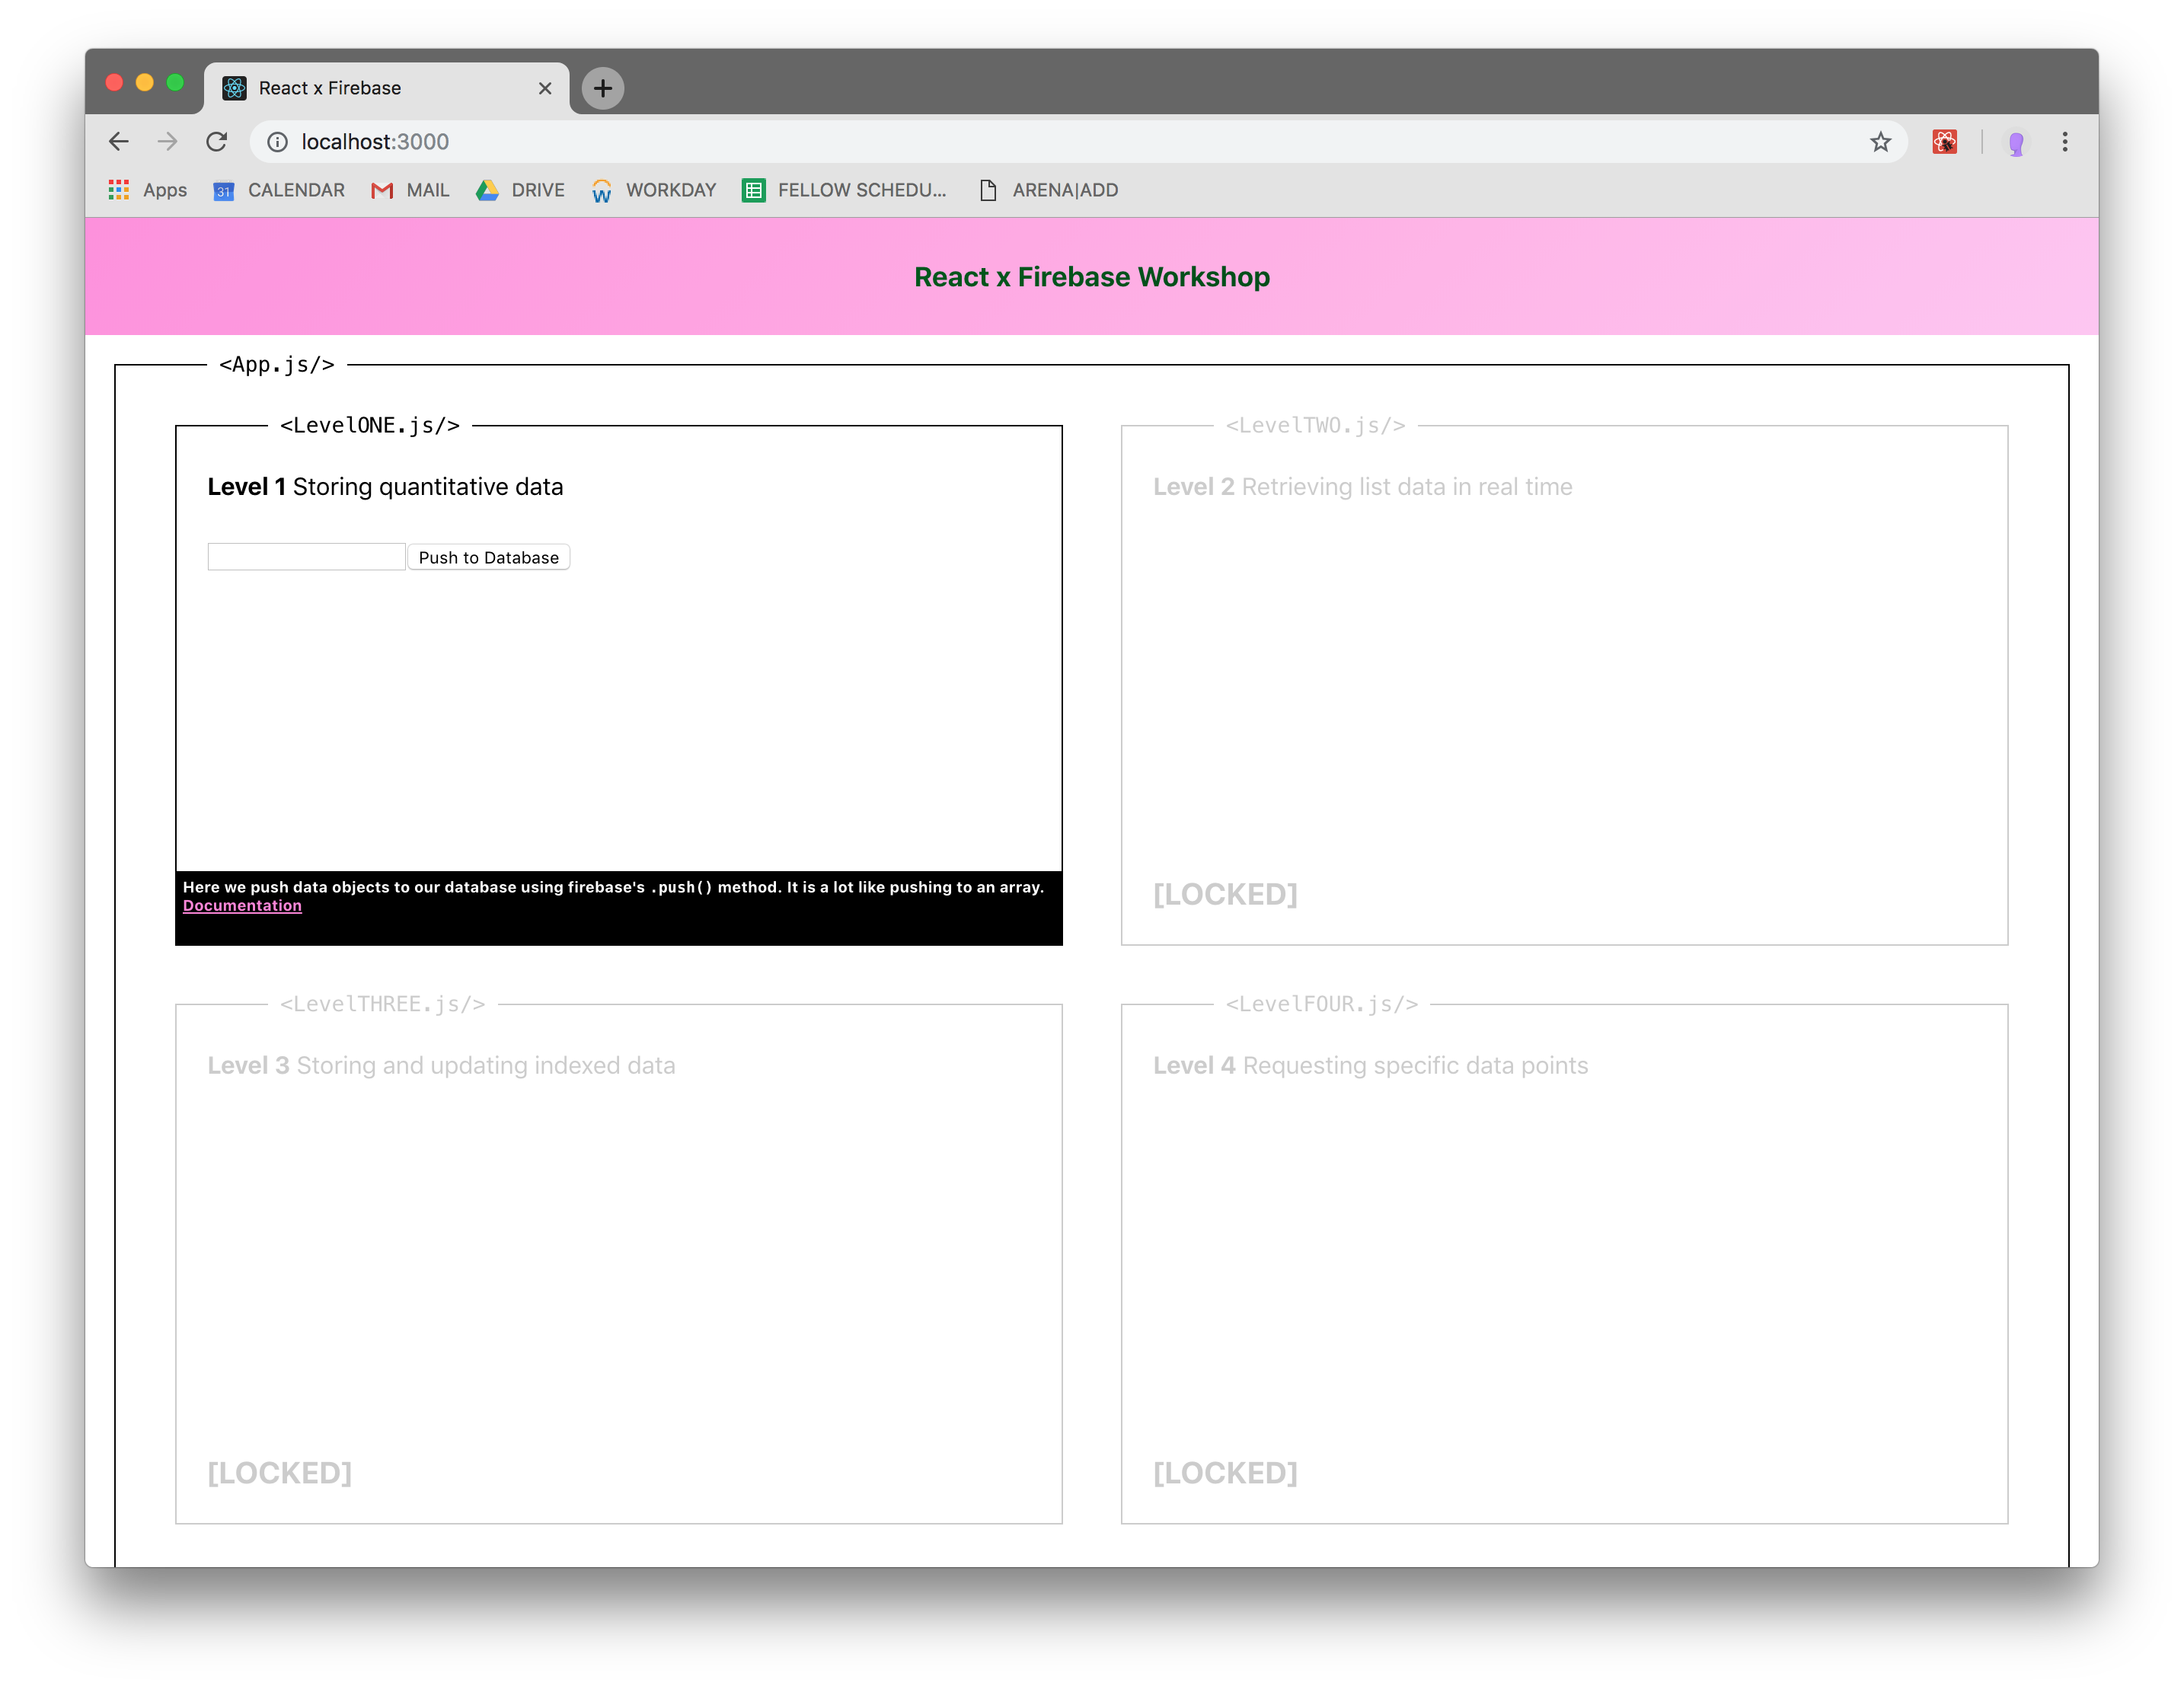 React x Firebase
localhost:3000
Apps
31
CALENDAR
MAIL
DRIVE
WORKDAY
FELLOW SCHEDU...
ARENA|ADD
React x Firebase Workshop
<App.js/>
<LevelONE.js/>
Level 1 Storing quantitative data
Push to Database
Here we push data objects to our database using firebase's .push() method. It is a lot like pushing to an array.
Documentation
<LevelTWO.js/>
Level 2 Retrieving list data in real time
[LOCKED]
<LevelTHREE.js/>
Level 3 Storing and updating indexed data
[LOCKED]
<LevelFOUR.js/>
Level 4 Requesting specific data points
[LOCKED]